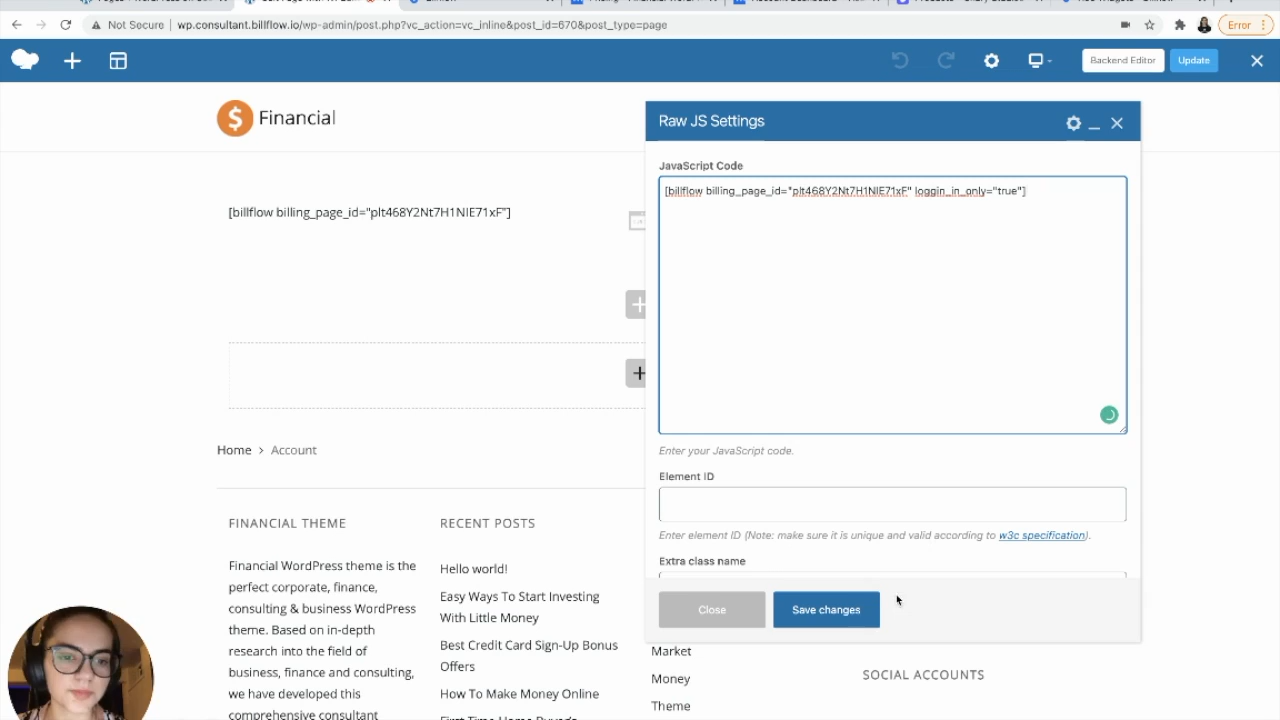 Not Secure | wp.consultant.billflow.io/wp-admin/post.php?vc_action=vc_inline&post_id=670&post_type=page
Error
Backend Editor
Update
Financial
Raw JS Settings
JavaScript Code
[billflow billing_page_id="plt468Y2Nt7H1NIE71xF" loggin_in_only="true"]
[billflow billing_page_id="plt468Y2Nt7H1NIE71xF"]
Enter your JavaScript code.
Home > Account
Element ID
Enter element ID (Note: make sure it is unique and valid according to w3c specification).
Extra class name
Close
Save changes
FINANCIAL THEME
Financial WordPress theme is the
perfect corporate, finance,
consulting & business WordPress
theme. Based on in-depth
research into the field of
business, finance and consulting,
we have developed this
comprehensive consultant
RECENT POSTS
Hello world!
Easy Ways To Start Investing
With Little Money
Best Credit Card Sign-Up Bonus
Offers
How To Make Money Online
Market
Money
Theme
SOCIAL ACCOUNTS